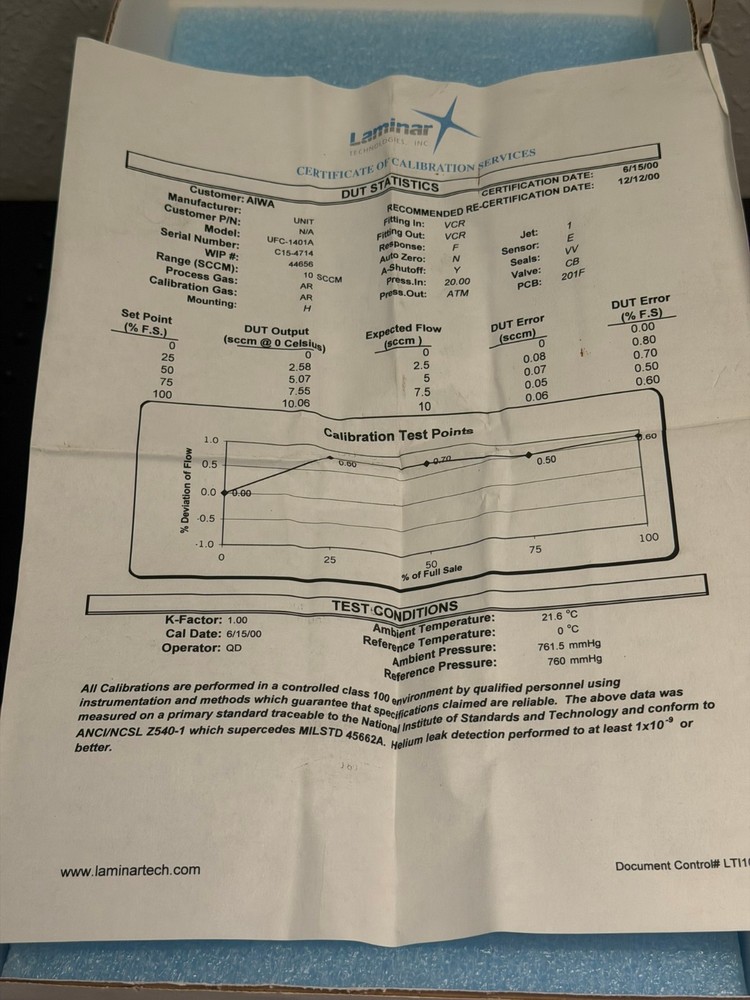 Laminar
TECHNOLOGIES, INC.
CERTIFICATE OF CALIBRATION SERVICES
DUT STATISTICS
CERTIFICATION DATE: 6/15/00
RECOMMENDED RE-CERTIFICATION DATE: 12/12/00
Customer: AIWA
Manufacturer: UNIT
Customer P/N: N/A
Model: UFC-1401A
Serial Number: C15-4714
WIP #: 44656
Range (SCCM): 10 SCCM
Process Gas: AR
Calibration Gas: AR
Mounting: H
Fitting In: VCR
Fitting Out: VCR
Response: F
Auto Zero: N
A-Shutoff: Y
Press.In: 20.00
Press.Out: ATM
Jet: 1
Sensor: E
Seals: VV
Valve: CB
PCB: 201F
Set Point (% F.S.) DUT Output (sccm @ 0 Celsius) Expected Flow (sccm ) DUT Error (sccm) DUT Error (% F.S)
0 0 0 0 0.00
25 2.58 2.5 0.08 0.80
50 5.07 5 0.07 0.70
75 7.55 7.5 0.05 0.50
100 10.06 10 0.06 0.60
Calibration Test Points
% Deviation of Flow
1.0
0.5
0.0
-0.5
-1.0
0.00
0.70
0.50
0 25 50 75 100
% of Full Sale
TEST CONDITIONS
K-Factor: 1.00
Cal Date: 6/15/00
Operator: QD
Ambient Temperature: 21.6 °C
Reference Temperature: 0 °C
Ambient Pressure: 761.5 mmHg
Reference Pressure: 760 mmHg
All Calibrations are performed in a controlled class 100 environment by qualified personnel using
instrumentation and methods which guarantee that specifications claimed are reliable. The above data was
measured on a primary standard traceable to the National Institute of Standards and Technology and conform to
ANCI/NCSL Z540-1 which supercedes MILSTD 45662A. Helium leak detection performed to at least 1x10⁻⁹ or
better.
www.laminartech.com
Document Control# LTI10